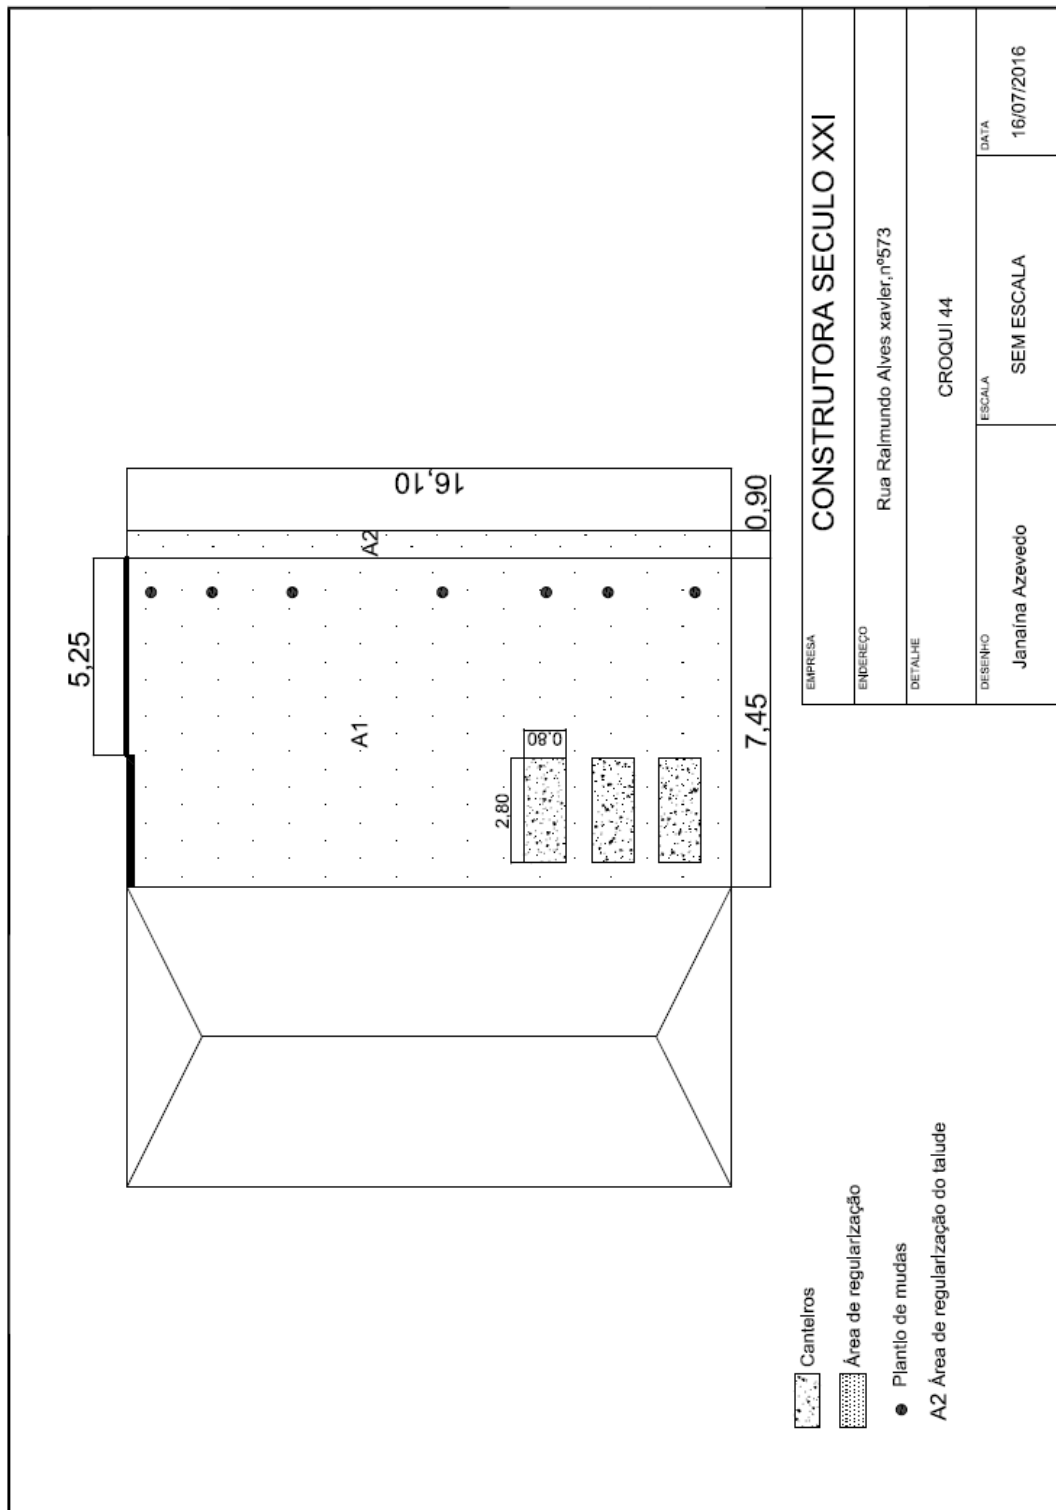 5,25
16,10
A2
A1
0,80
2,80
0,90
7,45
Canteiros
Área de regularização
Plantio de mudas
A2 Área de regularização do talude
EMPRESA
CONSTRUTORA SECULO XXI
ENDEREÇO
Rua Raimundo Alves xavier,nº573
DETALHE
CROQUI 44
DESENHO
Janaína Azevedo
ESCALA
SEM ESCALA
DATA
16/07/2016